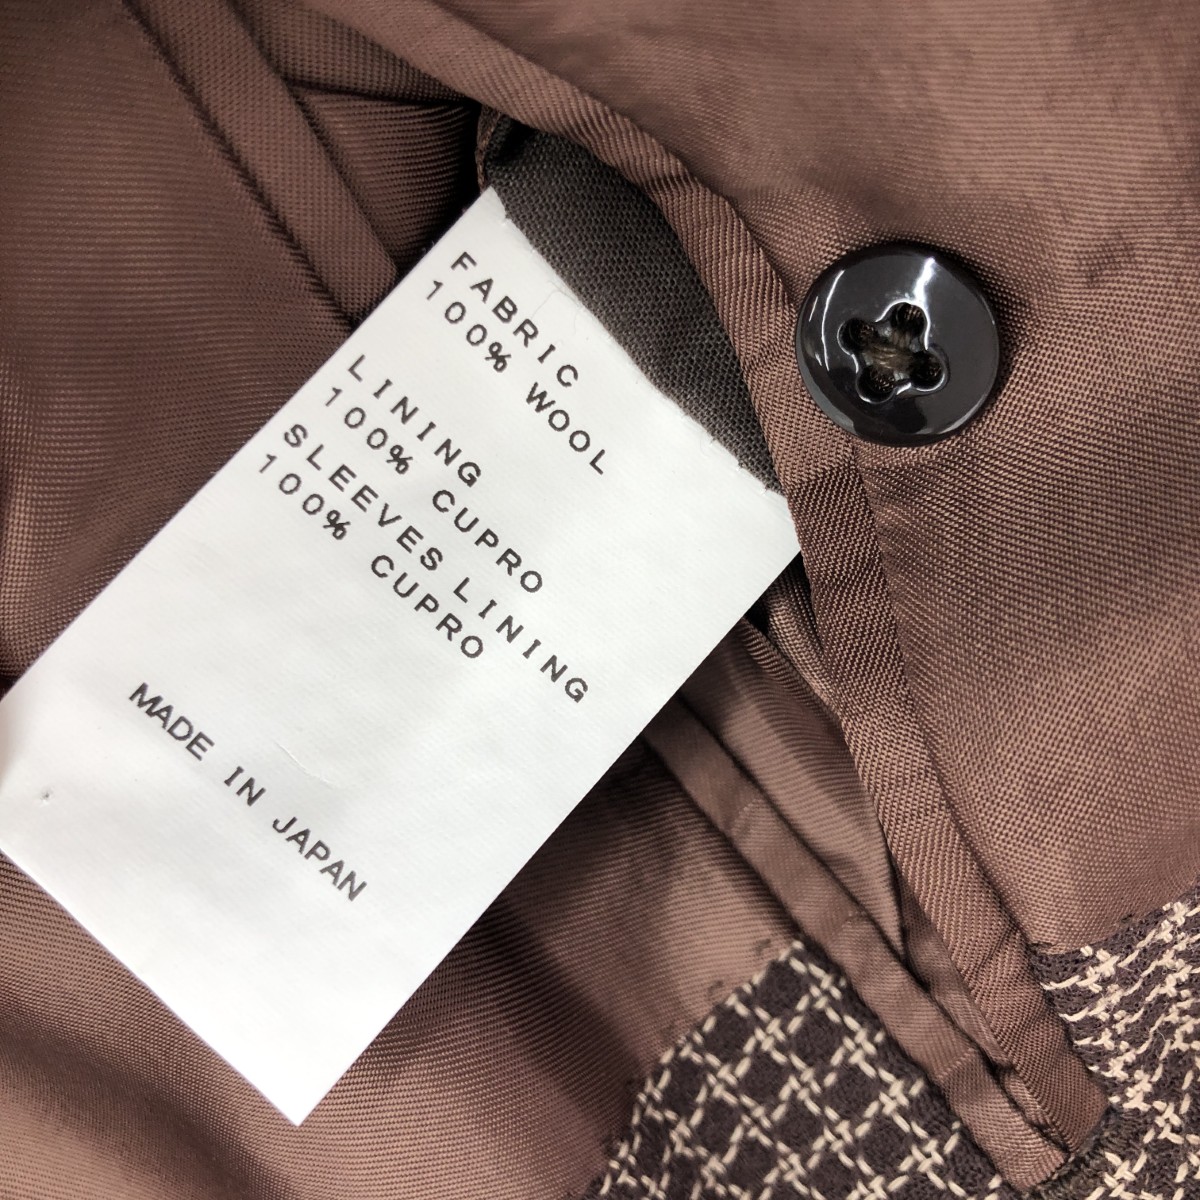 FABRIC
100% WOOL
LINING
100% CUPRO
SLEEVES LINING
100% CUPRO
MADE IN JAPAN